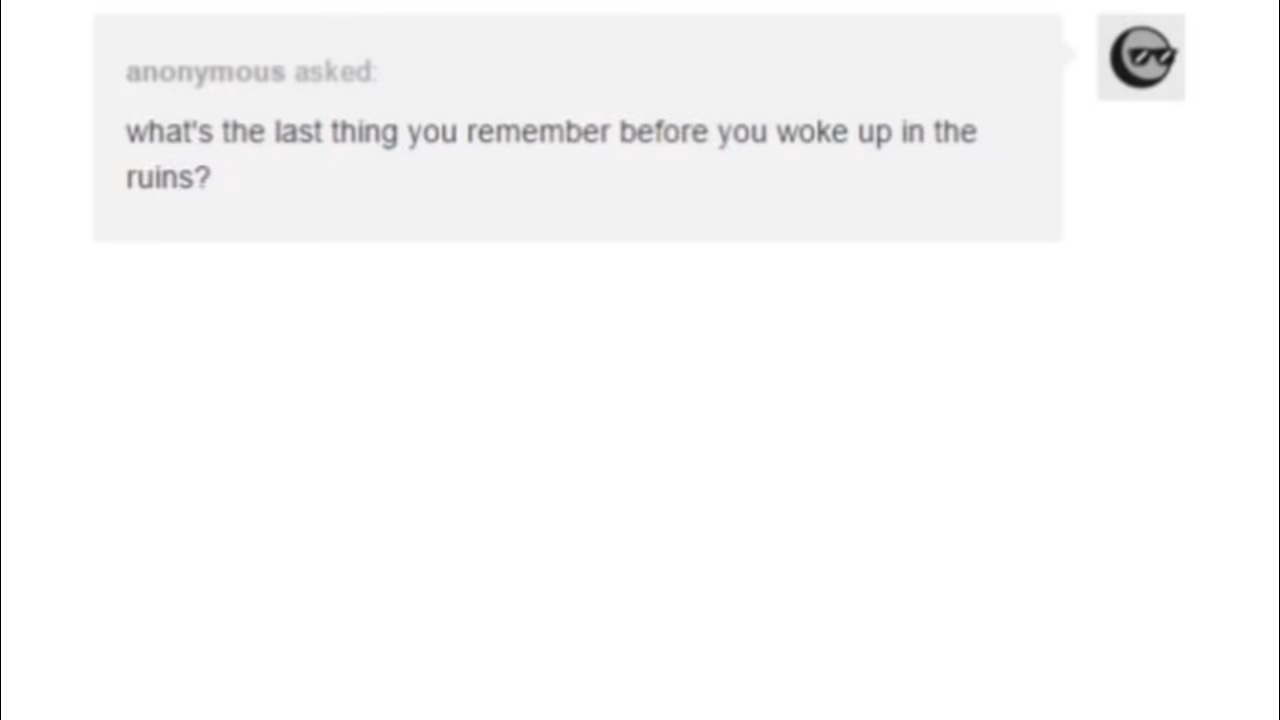 anonymous asked:
what's the last thing you remember before you woke up in the
ruins?